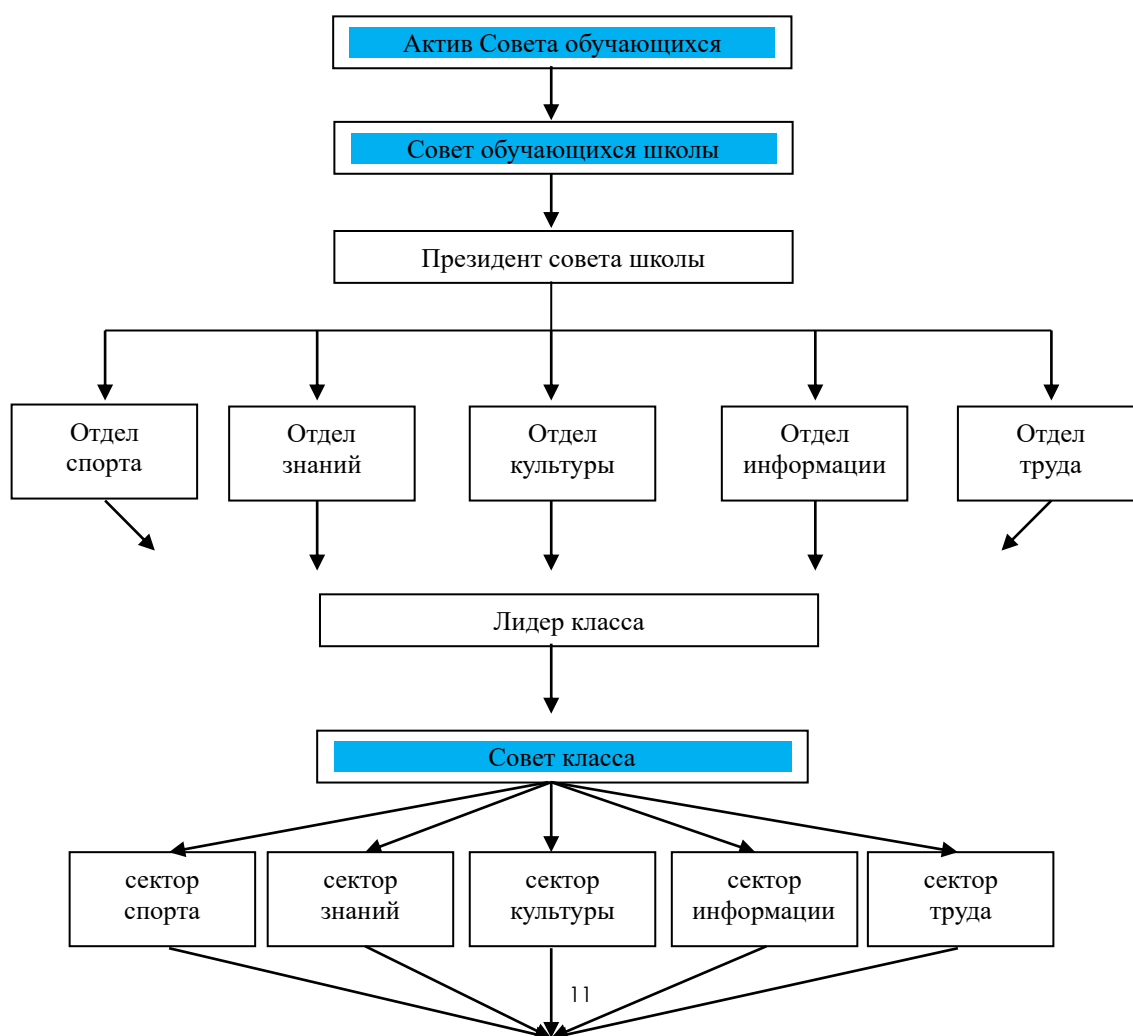 Актив Совета обучающихся
Совет обучающихся школы
Президент совета школы
Отдел
спорта
Отдел
знаний
Отдел
культуры
Отдел
информации
Отдел
труда
Лидер класса
Совет класса
сектор
спорта
сектор
знаний
сектор
культуры
сектор
информации
сектор
труда
11